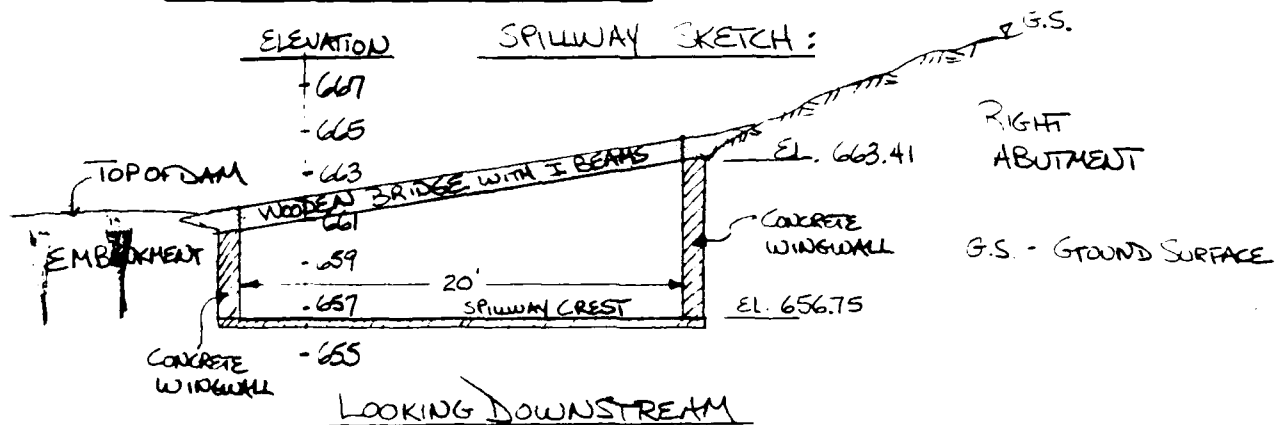 ELEVATION
SPILLWAY SKETCH:
G.S.
667
665
663
661
659
657
655
TOP OF DAM
EMBANKMENT
WOODEN BRIDGE WITH I BEAMS
EL. 663.41
RIGHT
ABUTMENT
CONCRETE
WINGWALL
G.S. - GROUND SURFACE
20'
SPILLWAY CREST
EL. 656.75
CONCRETE
WINGWALL
LOOKING DOWNSTREAM